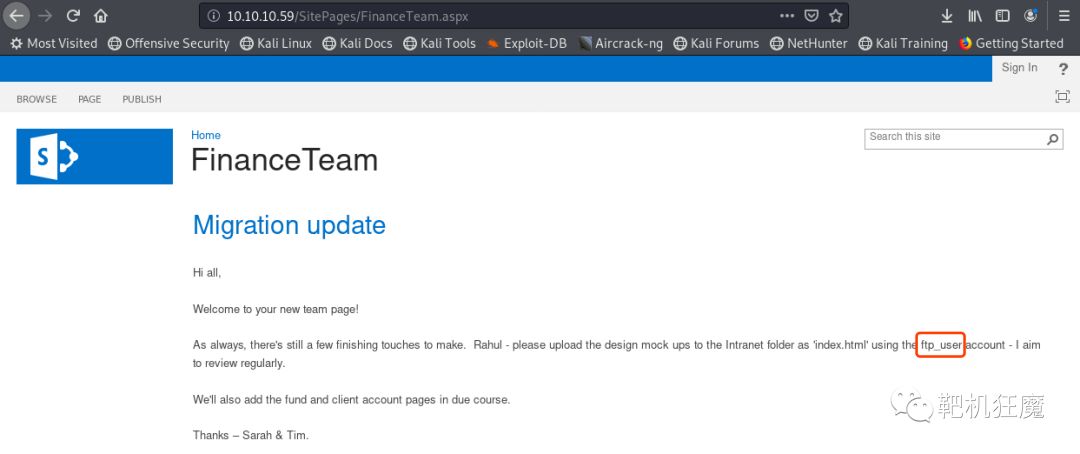 10.10.10.59/SitePages/FinanceTeam.aspx
Most Visited Offensive Security Kali Linux Kali Docs Kali Tools Exploit-DB Aircrack-ng Kali Forums NetHunter Kali Training Getting Started
Sign In ?
BROWSE PAGE PUBLISH
S
Home
FinanceTeam
Search this site
Migration update
Hi all,
Welcome to your new team page!
As always, there's still a few finishing touches to make. Rahul - please upload the design mock ups to the Intranet folder as 'index.html' using the ftp_user account - I aim
to review regularly.
We'll also add the fund and client account pages in due course.
Thanks – Sarah & Tim.
靶机狂魔